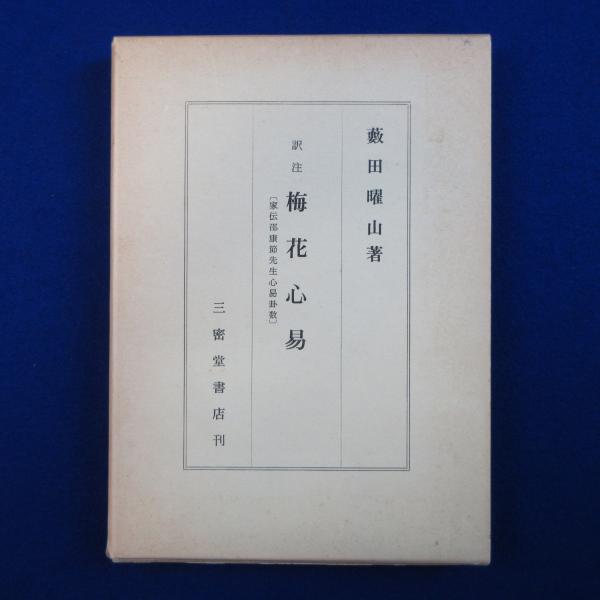 藪田曜山著
訳注 梅花心易
〔家伝邵康節先生心易卦数〕
三密堂書店刊